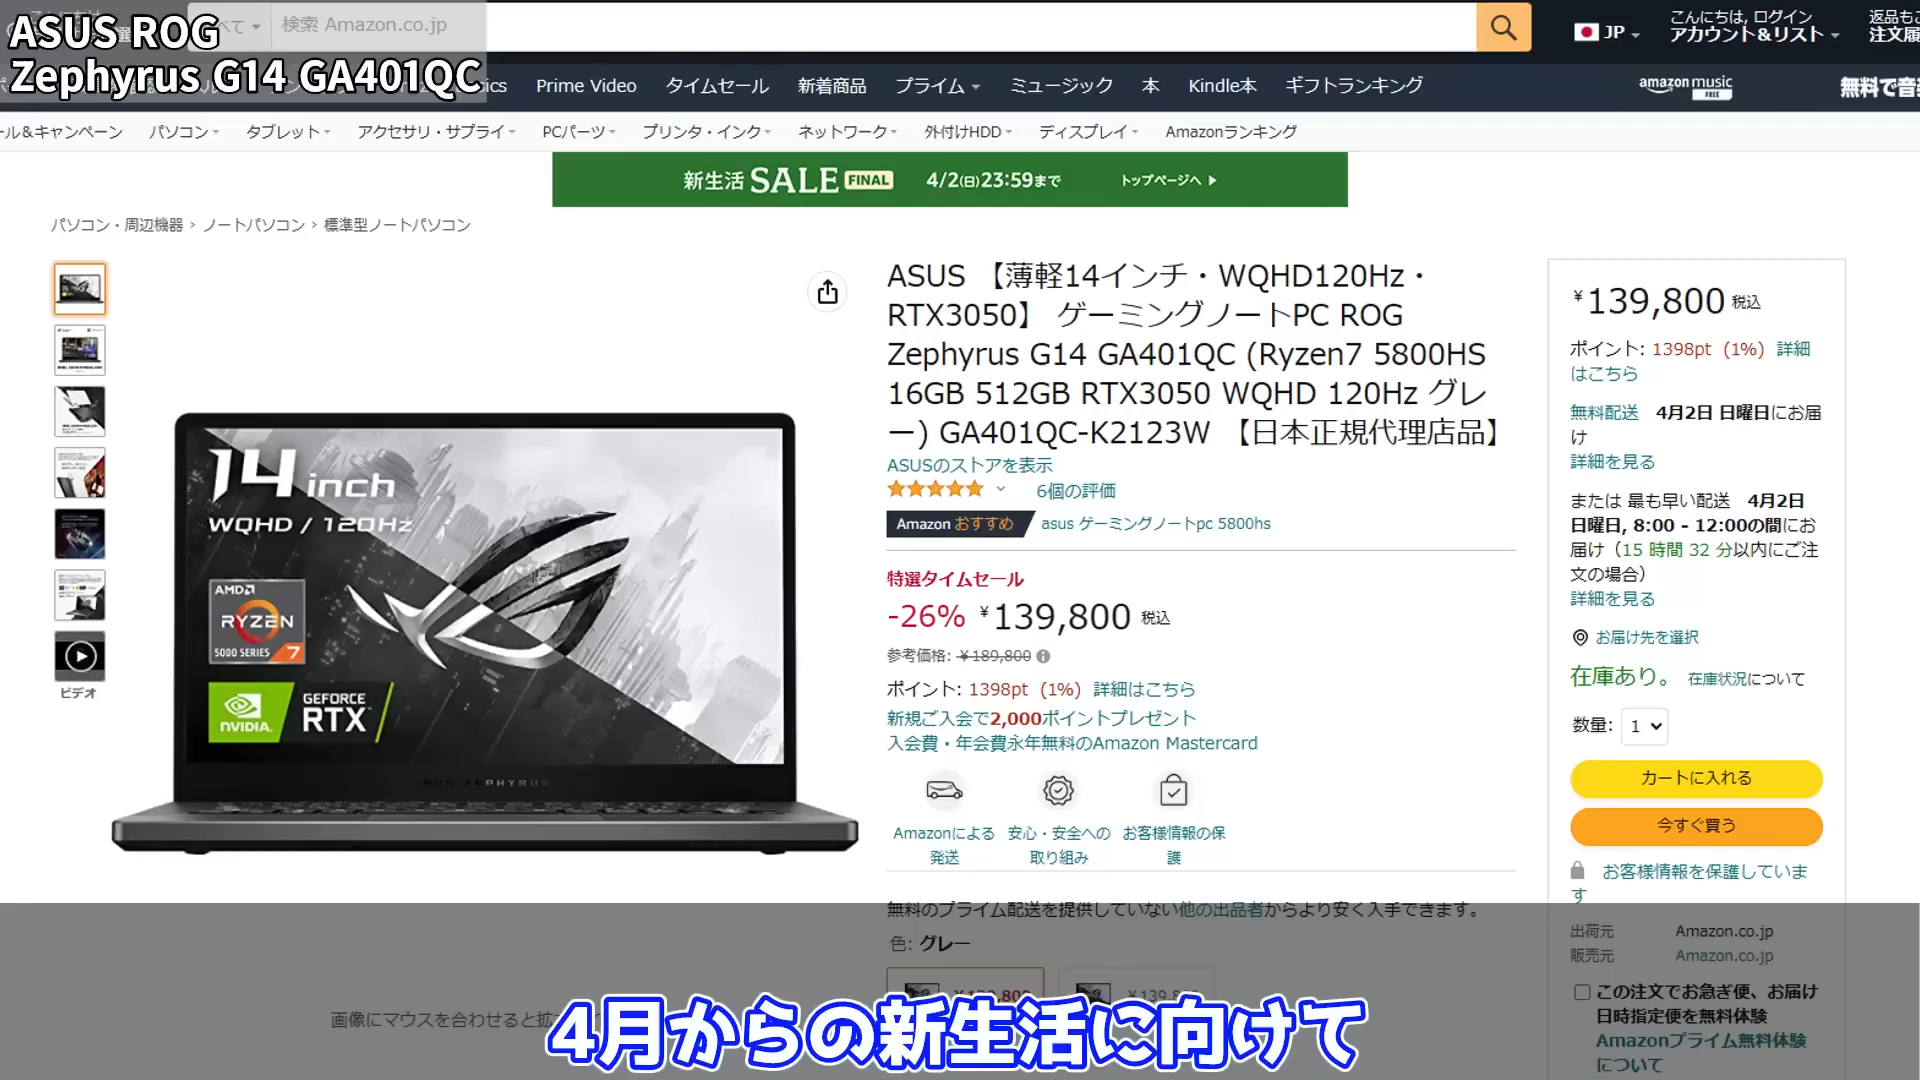 ASUS ROG
Zephyrus G14 GA401QC
検索 Amazon.co.jp
JP
こんにちは, ログイン
アカウント&リスト
返品もこ
注文履
Prime Video タイムセール 新着商品 プライム ミュージック 本 Kindle本 ギフトランキング
amazon music
FREE
無料で音
ール&キャンペーン パソコン タブレット アクセサリ・サプライ PCパーツ プリンタ・インク ネットワーク 外付けHDD ディスプレイ Amazonランキング
新生活 SALE FINAL 4/2(日)23:59まで トップページへ
パソコン・周辺機器 › ノートパソコン › 標準型ノートパソコン
ビデオ
14 inch
WQHD / 120Hz
AMD
RYZEN
5000 SERIES 7
NVIDIA.
GEFORCE
RTX
ROG ZEPHYRUS
画像にマウスを合わせると拡
ASUS 【薄軽14インチ・WQHD120Hz・
RTX3050】 ゲーミングノートPC ROG
Zephyrus G14 GA401QC (Ryzen7 5800HS
16GB 512GB RTX3050 WQHD 120Hz グレ
ー) GA401QC-K2123W 【日本正規代理店品】
ASUSのストアを表示
6個の評価
Amazon おすすめ asus ゲーミングノートpc 5800hs
特選タイムセール
-26% ¥139,800 税込
参考価格: ¥189,800
ポイント: 1398pt (1%) 詳細はこちら
新規ご入会で2,000ポイントプレゼント
入会費・年会費永年無料のAmazon Mastercard
Amazonによる
発送
安心・安全への
取り組み
お客様情報の保
護
無料のプライム配送を提供していない他の出品者からより安く入手できます。
色: グレー
¥139,800
¥139,8
¥139,800 税込
ポイント: 1398pt (1%) 詳細
はこちら
無料配送 4月2日 日曜日にお届
け
詳細を見る
または 最も早い配送 4月2日
日曜日, 8:00 - 12:00の間にお
届け (15 時間 32 分以内にご注
文の場合)
詳細を見る
お届け先を選択
在庫あり。 在庫状況について
数量: 1
カートに入れる
今すぐ買う
お客様情報を保護していま
す
出荷元 Amazon.co.jp
販売元 Amazon.co.jp
この注文でお急ぎ便、お届け
日時指定便を無料体験
Amazonプライム無料体験
について
4月からの新生活に向けて